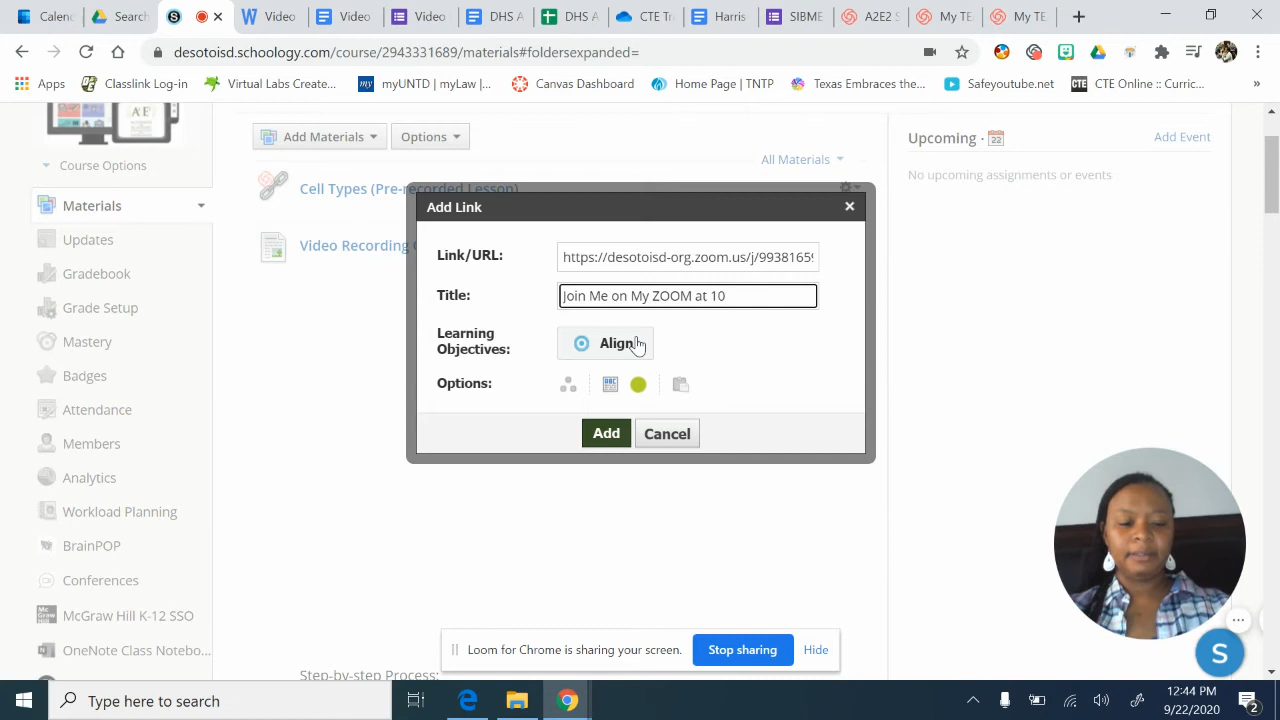 Calend
Search
S
Video
Video
Video
DHS A
DHS A
CTE Tr
Harris
SIBME
A2E2 S
My TE
My TE
desotoisd.schoology.com/course/2943331689/materials#foldersexpanded=
Apps
Classlink Log-in
Virtual Labs Create...
myUNTD | myLaw |...
Canvas Dashboard
Home Page | TNTP
Texas Embraces the...
Safeyoutube.net
CTE Online :: Curric...
»
Course Options
Materials
Updates
Gradebook
Grade Setup
Mastery
Badges
Attendance
Members
Analytics
Workload Planning
BrainPOP
Conferences
McGraw Hill K-12 SSO
OneNote Class Notebo...
Add Materials
Options
All Materials
Cell Types (Pre-recorded Lesson)
Video Recording
Upcoming ·
Add Event
No upcoming assignments or events
Add Link
Link/URL:
https://desotoisd-org.zoom.us/j/9938165
Title:
Join Me on My ZOOM at 10
Learning
Objectives:
Align
Options:
Add
Cancel
Step-by-step Process:
Loom for Chrome is sharing your screen.
Stop sharing
Hide
S
Type here to search
12:44 PM
9/22/2020
2